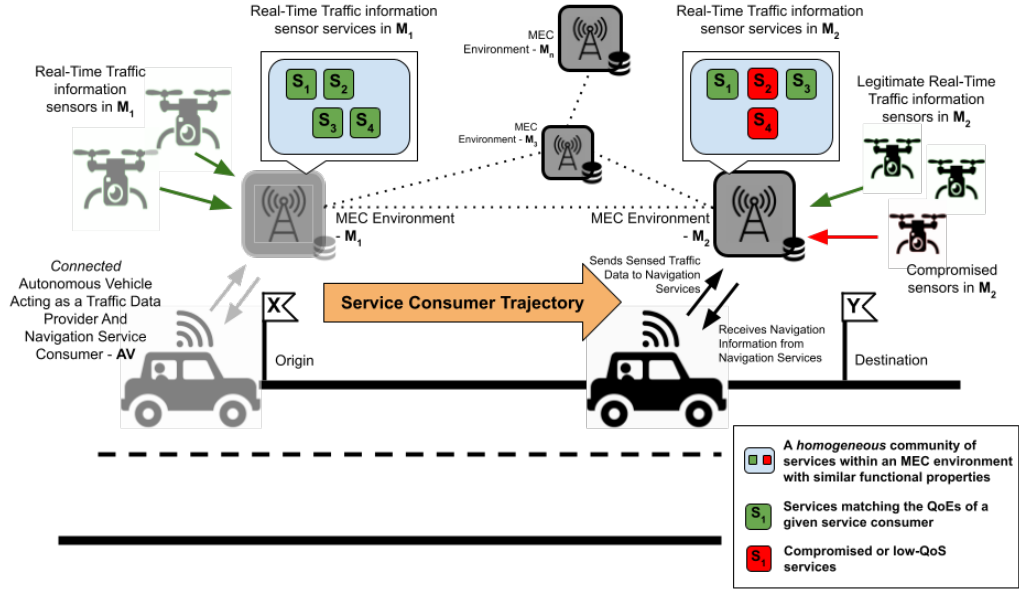 Real-Time Traffic information
sensor services in M1
S1
S2
S3
S4
Real-Time Traffic
information
sensors in M1
MEC
Environment - Mn
MEC
Environment - M3
Real-Time Traffic information
sensor services in M2
S1
S2
S3
S4
Legitimate Real-Time
Traffic information
sensors in M2
MEC Environment
- M1
MEC Environment
- M2
Compromised
sensors in M2
Connected
Autonomous Vehicle
Acting as a Traffic Data
Provider And
Navigation Service
Consumer - AV
X
Origin
Service Consumer Trajectory
Sends Sensed Traffic
Data to Navigation
Services
Receives Navigation
Information from
Navigation Services
Y
Destination
A homogeneous community of
services within an MEC environment
with similar functional properties
S1
Services matching the QoEs of a
given service consumer
S1
Compromised or low-QoS
services